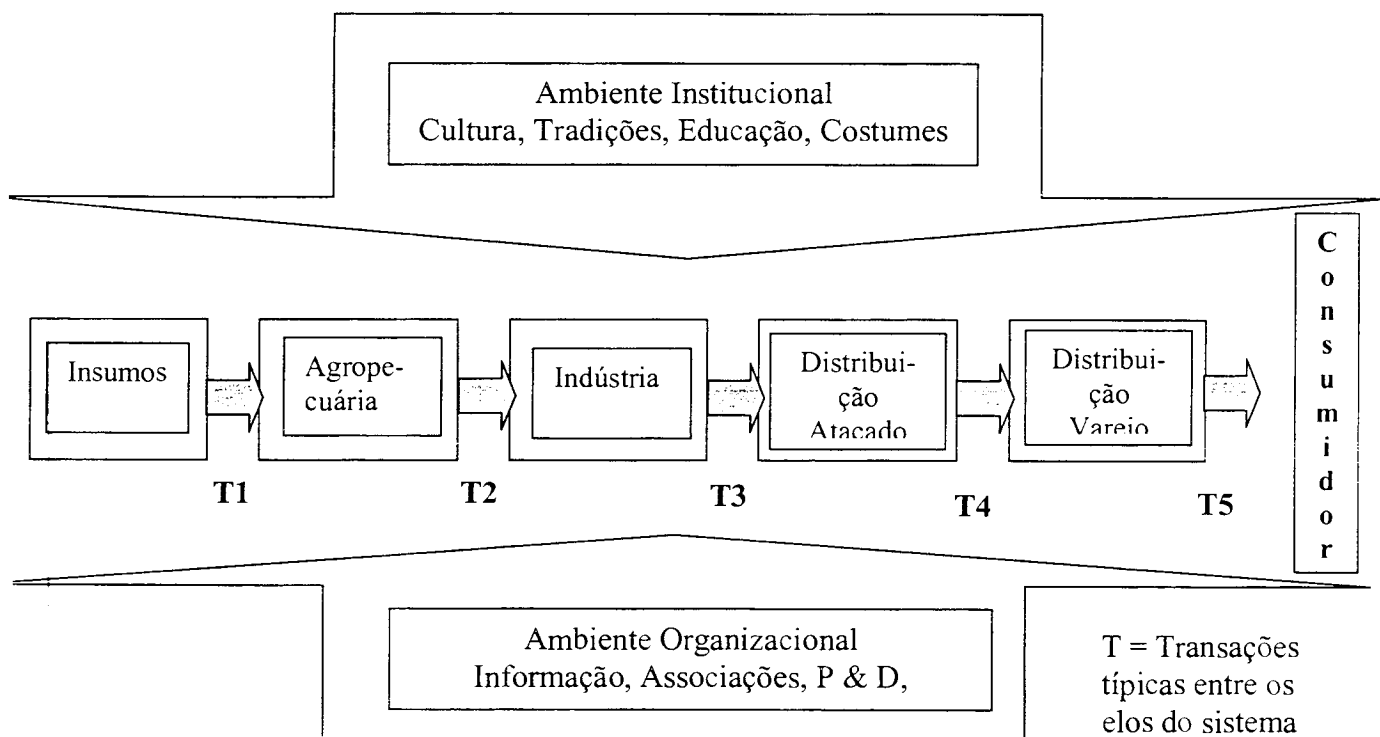 Ambiente Institucional
Cultura, Tradições, Educação, Costumes
Insumos
Agrope-
cuária
Indústria
Distribui-
ção
Atacado
Distribui-
ção
Varejo
Consumidor
T1
T2
T3
T4
T5
Ambiente Organizacional
Informação, Associações, P & D,
T = Transações
típicas entre os
elos do sistema